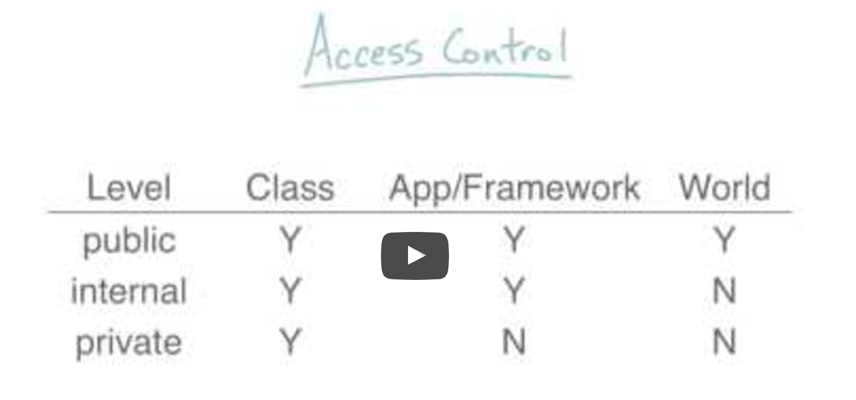 Access Control
Level Class App/Framework World
public Y Y Y
internal Y Y N
private Y N N